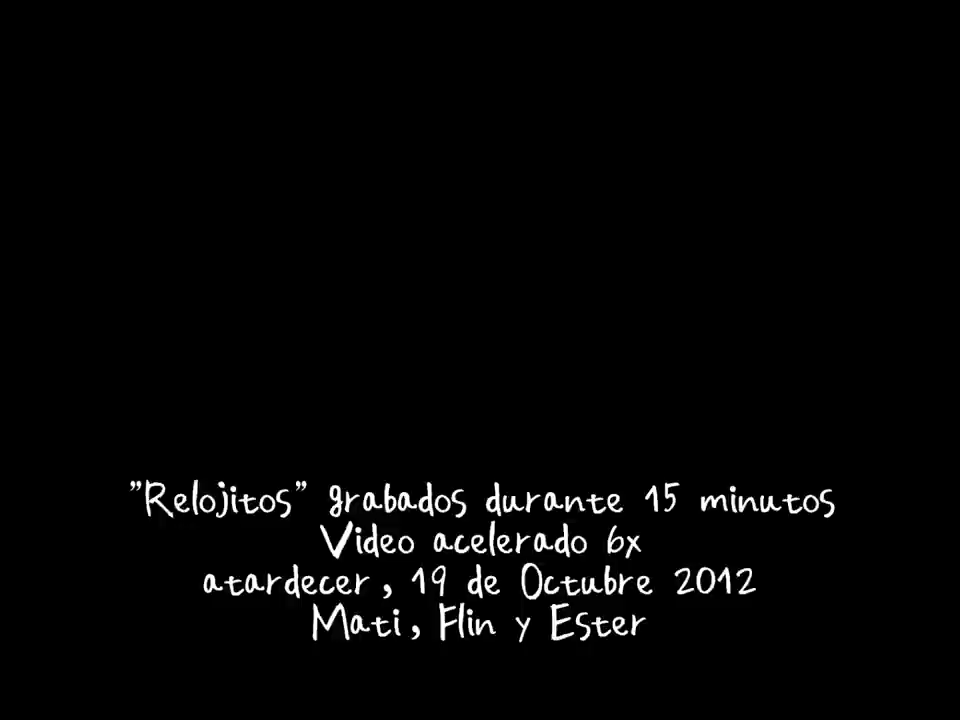 "Relojitos" grabados durante 15 minutos
Video acelerado 6x
atardecer, 19 de Octubre 2012
Mati, Flin y Ester